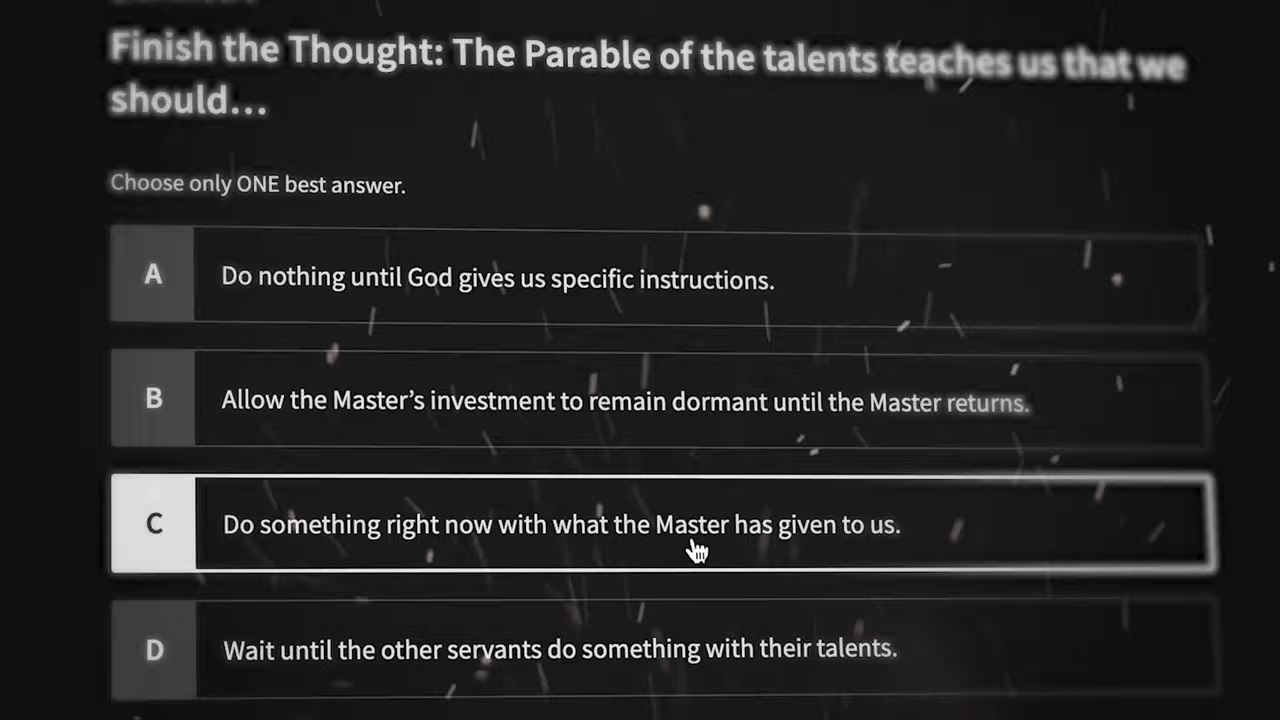 Finish the Thought: The Parable of the talents teaches us that we
should...
Choose only ONE best answer.
A
Do nothing until God gives us specific instructions.
B
Allow the Master's investment to remain dormant until the Master returns.
C
Do something right now with what the Master has given to us.
D
Wait until the other servants do something with their talents.